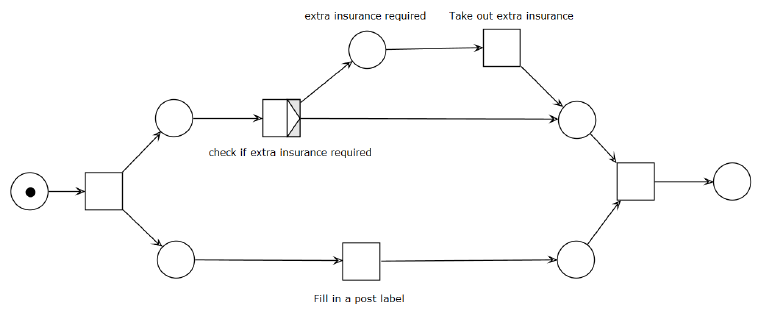 extra insurance required
Take out extra insurance
check if extra insurance required
Fill in a post label